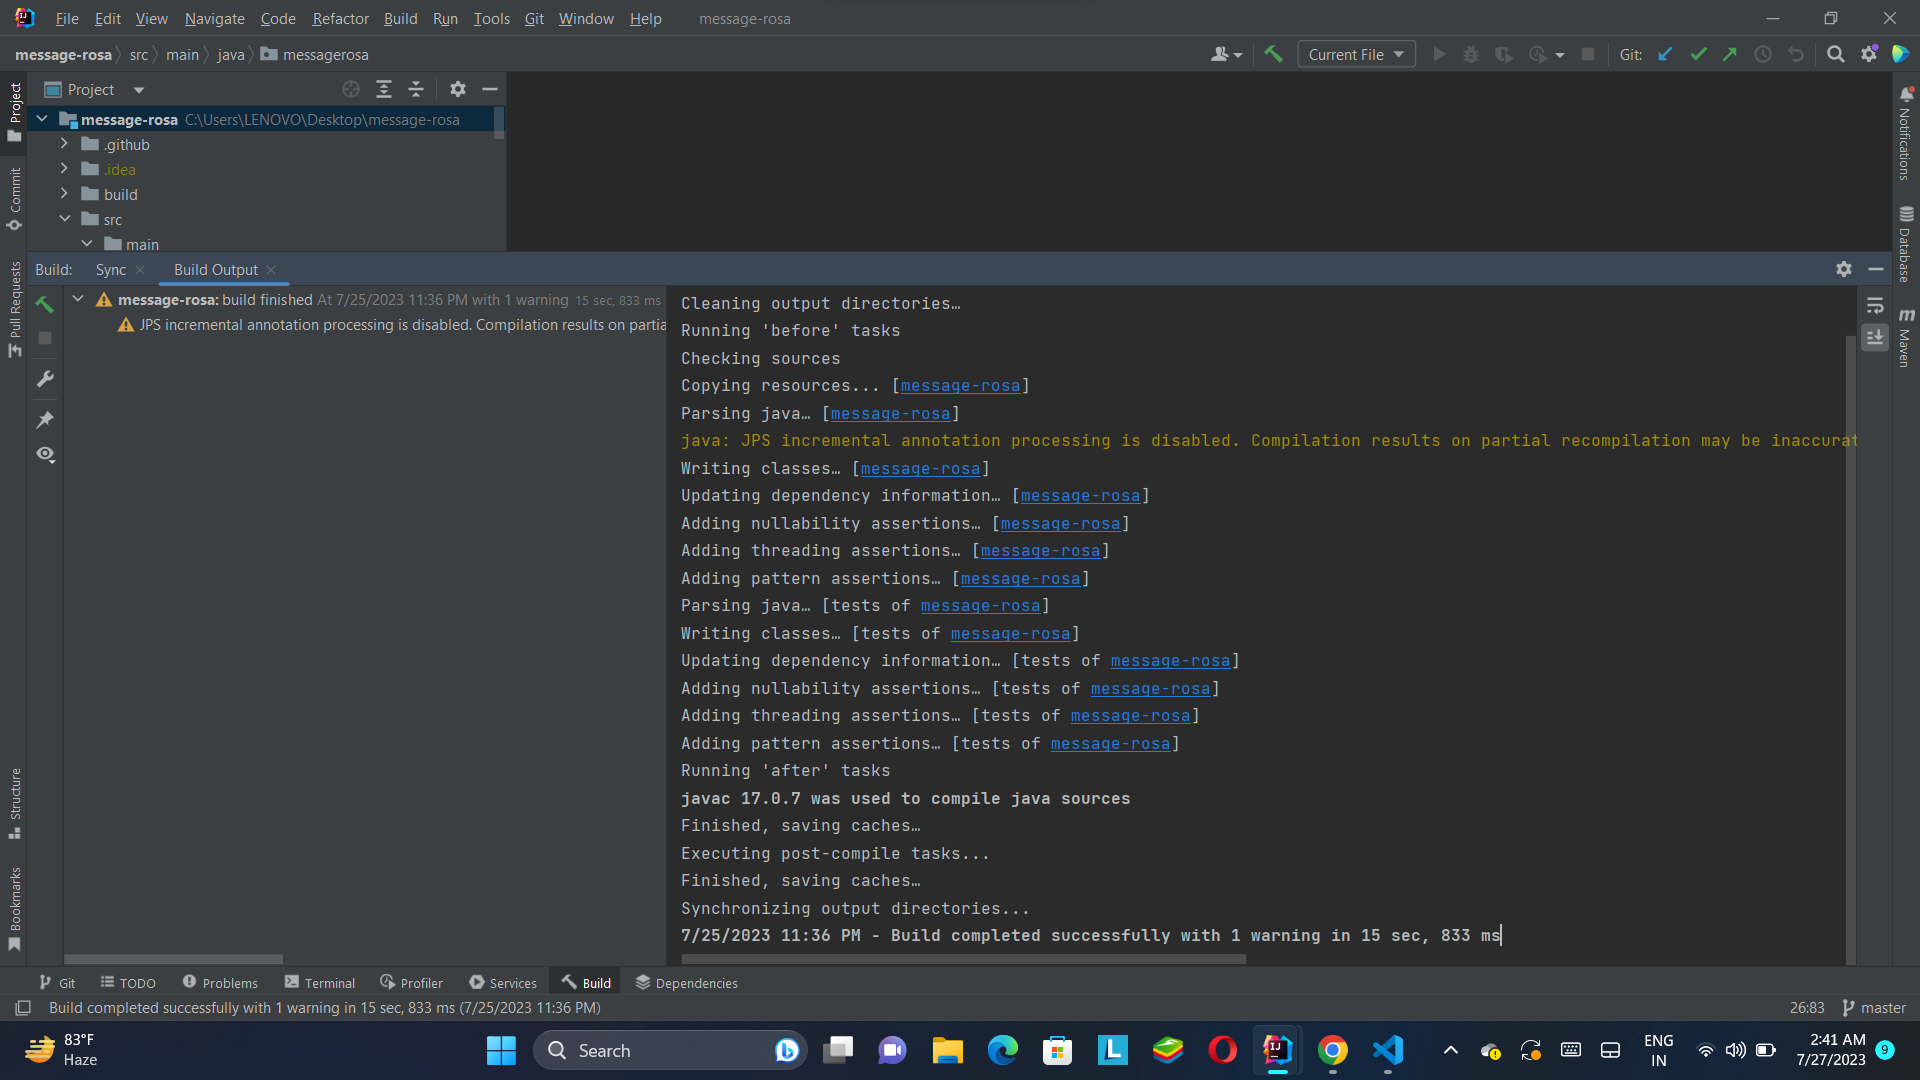 File Edit View Navigate Code Refactor Build Run Tools Git Window Help message-rosa
message-rosa src main java messagerosa Current File Git:
Project
message-rosa C:\Users\LENOVO\Desktop\message-rosa
.github
.idea
build
src
main
Project
Commit
Pull Requests
Structure
Bookmarks
Notifications
Database
Maven
Build: Sync Build Output
message-rosa: build finished At 7/25/2023 11:36 PM with 1 warning 15 sec, 833 ms
JPS incremental annotation processing is disabled. Compilation results on partia
Cleaning output directories…
Running 'before' tasks
Checking sources
Copying resources... [message-rosa]
Parsing java… [message-rosa]
java: JPS incremental annotation processing is disabled. Compilation results on partial recompilation may be inaccurat
Writing classes… [message-rosa]
Updating dependency information… [message-rosa]
Adding nullability assertions… [message-rosa]
Adding threading assertions… [message-rosa]
Adding pattern assertions… [message-rosa]
Parsing java… [tests of message-rosa]
Writing classes… [tests of message-rosa]
Updating dependency information… [tests of message-rosa]
Adding nullability assertions… [tests of message-rosa]
Adding threading assertions… [tests of message-rosa]
Adding pattern assertions… [tests of message-rosa]
Running 'after' tasks
javac 17.0.7 was used to compile java sources
Finished, saving caches…
Executing post-compile tasks...
Finished, saving caches…
Synchronizing output directories...
7/25/2023 11:36 PM - Build completed successfully with 1 warning in 15 sec, 833 ms
Git TODO Problems Terminal Profiler Services Build Dependencies
Build completed successfully with 1 warning in 15 sec, 833 ms (7/25/2023 11:36 PM) 26:83 master
83°F
Haze
Search
ENG
IN
2:41 AM
7/27/2023
9